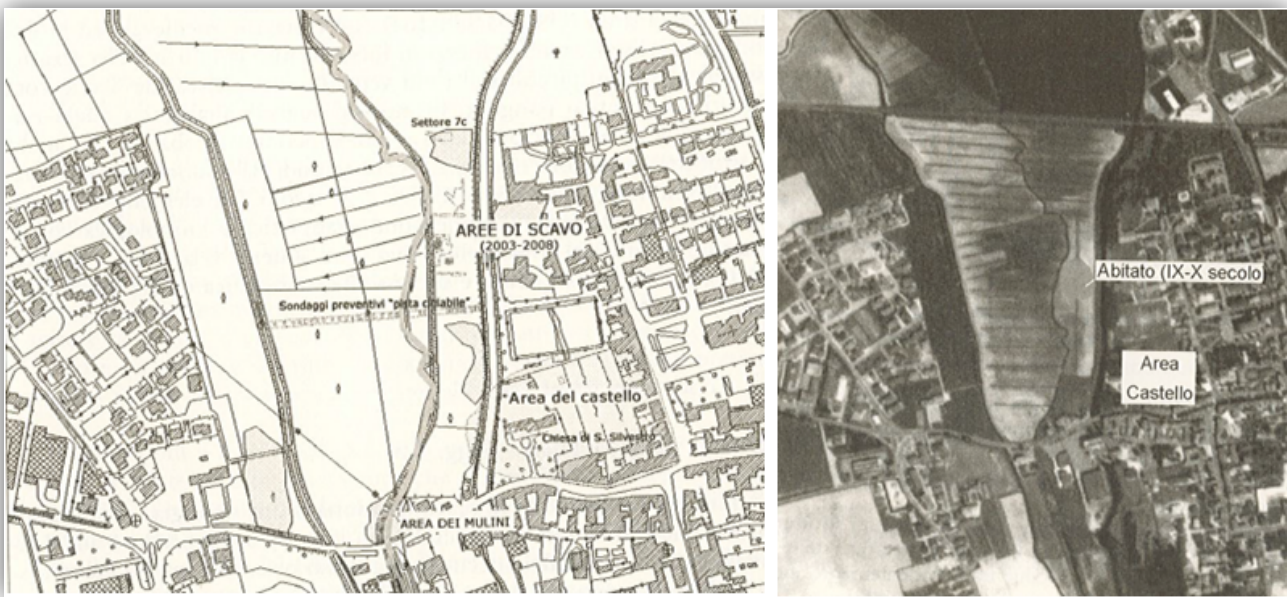 Settore 7c
AREE DI SCAVO
(2003-2008)
Sondaggi preventivi "pista ciclabile"
Area del castello
Chiesa di S. Silvestro
AREA DEI MULINI
Abitato (IX-X secolo
Area
Castello